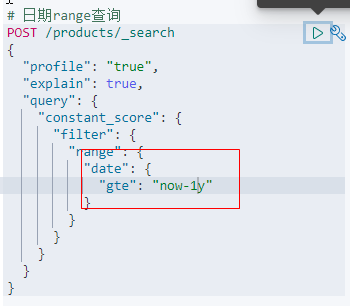 # 日期range查询
POST /products/_search
{
  "profile": "true",
  "explain": true,
  "query": {
    "constant_score": {
      "filter": {
        "range": {
          "date": {
            "gte": "now-1y"
          }
        }
      }
    }
  }
}